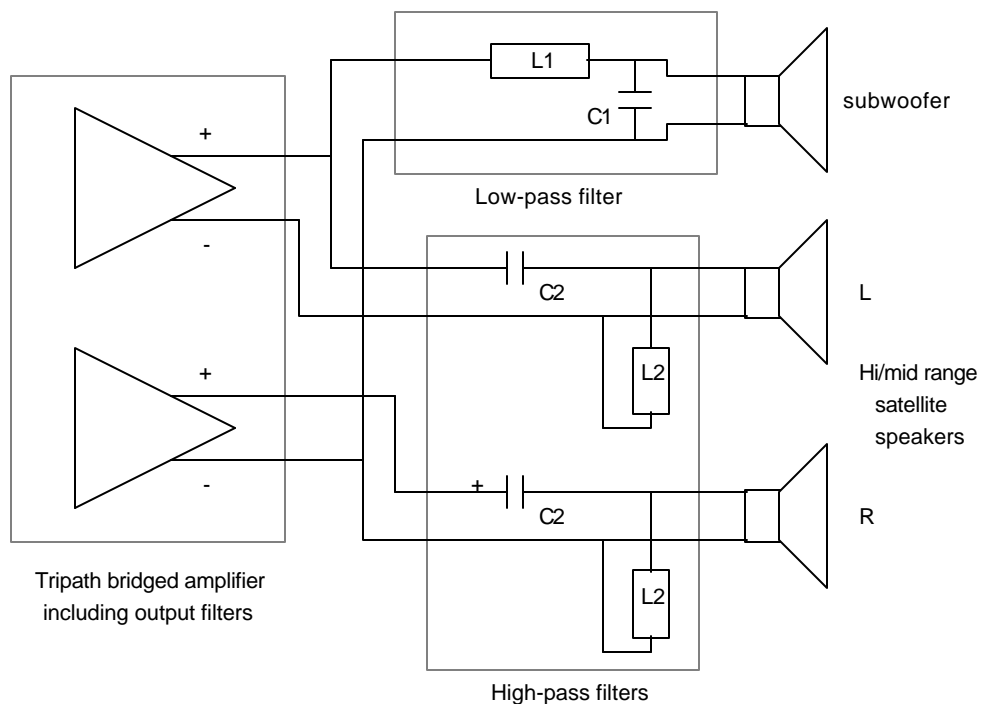 L1
C1
subwoofer
Low-pass filter
+
-
C2
L
L2
Hi/mid range
satellite
speakers
+
-
+
C2
R
L2
Tripath bridged amplifier
including output filters
High-pass filters